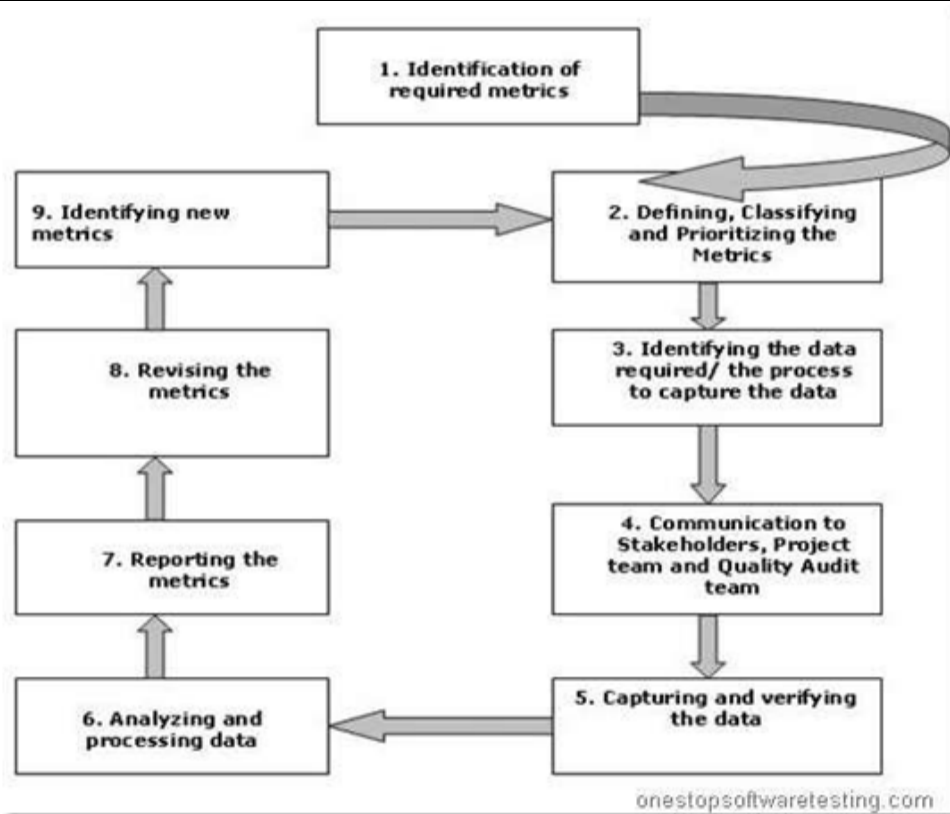 1. Identification of
required metrics
2. Defining, Classifying
and Prioritizing the
Metrics
3. Identifying the data
required/ the process
to capture the data
4. Communication to
Stakeholders, Project
team and Quality Audit
team
5. Capturing and verifying
the data
6. Analyzing and
processing data
7. Reporting the
metrics
8. Revising the
metrics
9. Identifying new
metrics
onestopsoftwaretesting.com